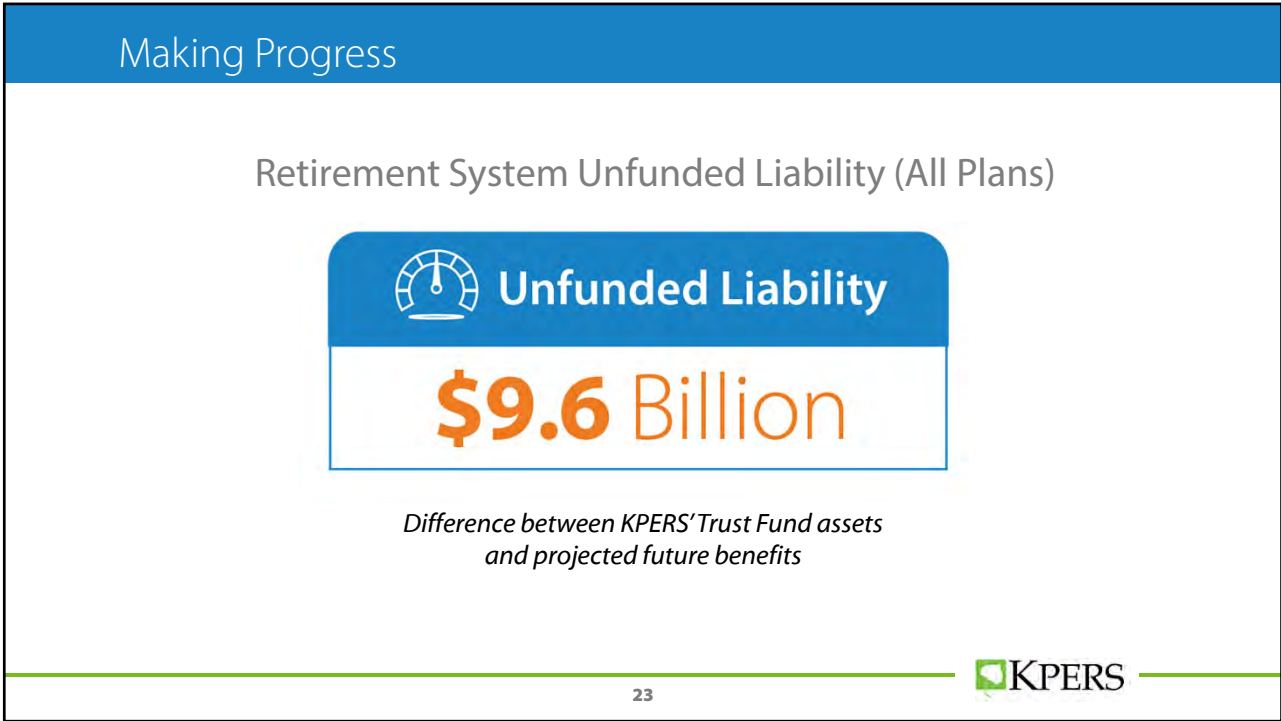 Making Progress
Retirement System Unfunded Liability (All Plans)
Unfunded Liability
$9.6 Billion
Difference between KPERS’ Trust Fund assets
and projected future benefits
KPERS
23